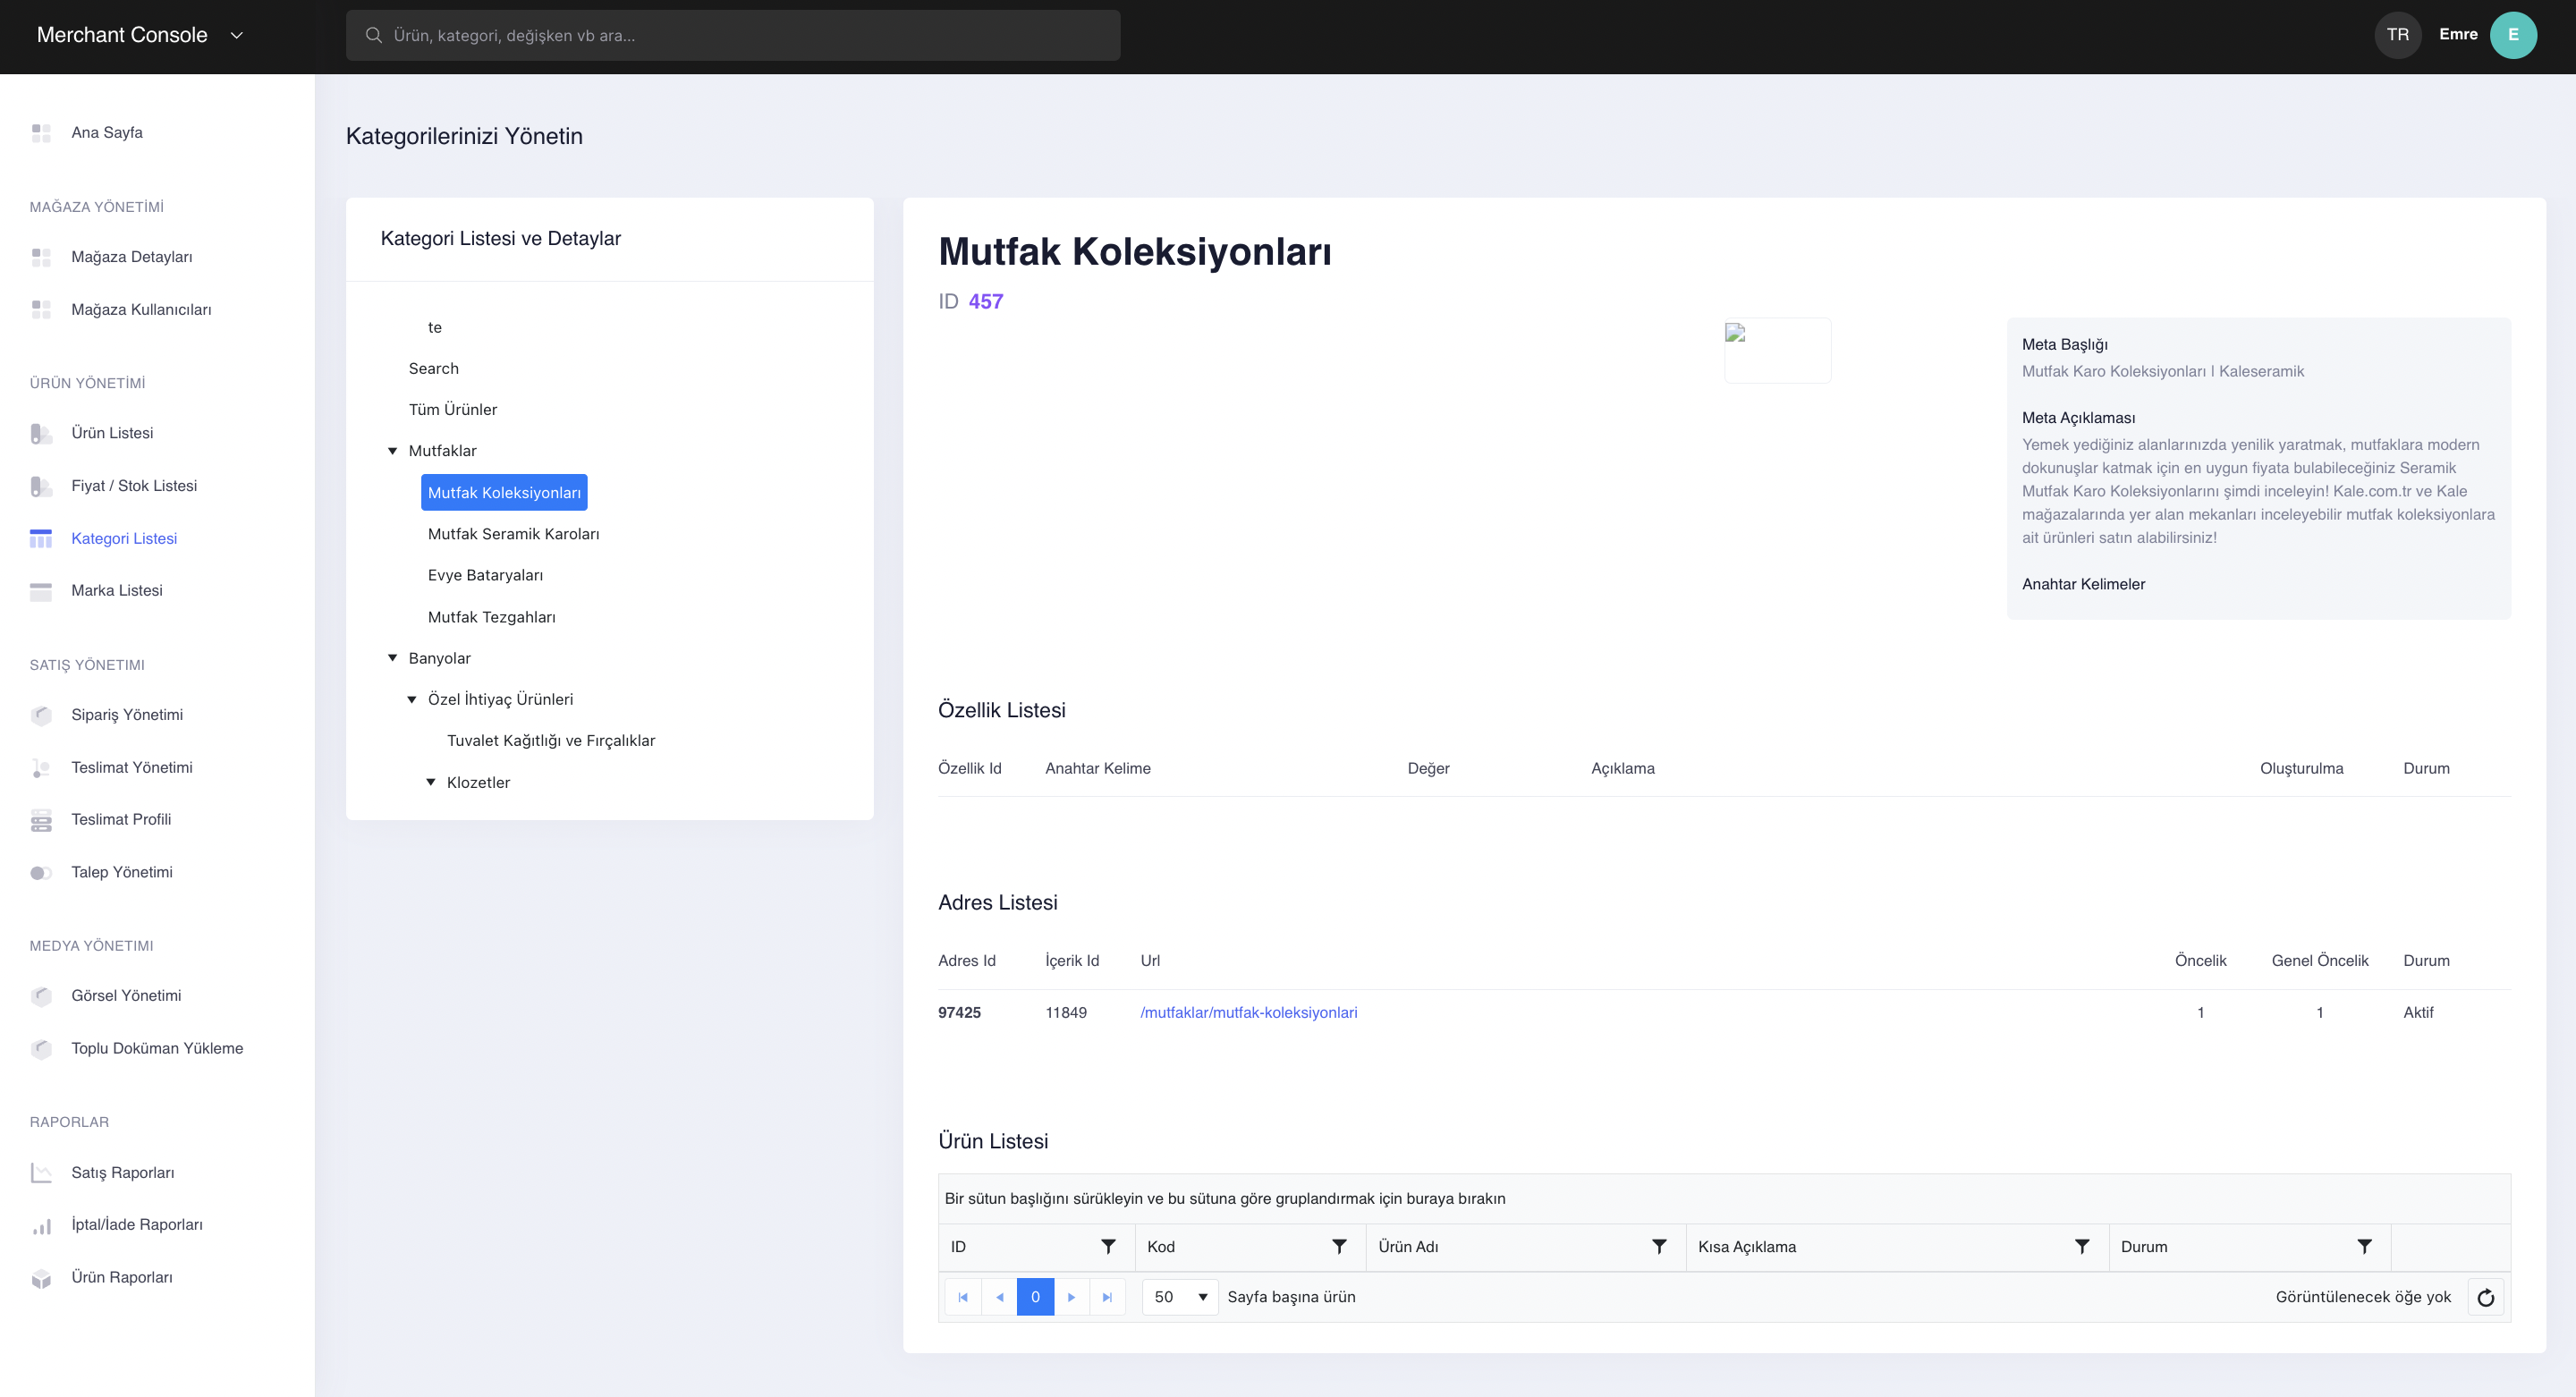 Merchant Console
Ürün, kategori, değişken vb ara...
TR
Emre
E
Ana Sayfa
MAĞAZA YÖNETİMİ
Mağaza Detayları
Mağaza Kullanıcıları
ÜRÜN YÖNETİMİ
Ürün Listesi
Fiyat / Stok Listesi
Kategori Listesi
Marka Listesi
SATIŞ YÖNETIMI
Sipariş Yönetimi
Teslimat Yönetimi
Teslimat Profili
Talep Yönetimi
MEDYA YÖNETIMI
Görsel Yönetimi
Toplu Doküman Yükleme
RAPORLAR
Satış Raporları
İptal/İade Raporları
Ürün Raporları
Kategorilerinizi Yönetin
Kategori Listesi ve Detaylar
te
Search
Tüm Ürünler
Mutfaklar
Mutfak Koleksiyonları
Mutfak Seramik Karoları
Evye Bataryaları
Mutfak Tezgahları
Banyolar
Özel İhtiyaç Ürünleri
Tuvalet Kağıtlığı ve Fırçalıklar
Klozetler
Mutfak Koleksiyonları
ID 457
Meta Başlığı
Mutfak Karo Koleksiyonları | Kaleseramik
Meta Açıklaması
Yemek yediğiniz alanlarınızda yenilik yaratmak, mutfaklara modern
dokunuşlar katmak için en uygun fiyata bulabileceğiniz Seramik
Mutfak Karo Koleksiyonlarını şimdi inceleyin! Kale.com.tr ve Kale
mağazalarında yer alan mekanları inceleyebilir mutfak koleksiyonlara
ait ürünleri satın alabilirsiniz!
Anahtar Kelimeler
Özellik Listesi
Özellik Id Anahtar Kelime Değer Açıklama Oluşturulma Durum
Adres Listesi
Adres Id İçerik Id Url Öncelik Genel Öncelik Durum
97425 11849 /mutfaklar/mutfak-koleksiyonlari 1 1 Aktif
Ürün Listesi
Bir sütun başlığını sürükleyin ve bu sütuna göre gruplandırmak için buraya bırakın
ID Kod Ürün Adı Kısa Açıklama Durum
0 50 Sayfa başına ürün Görüntülenecek öğe yok